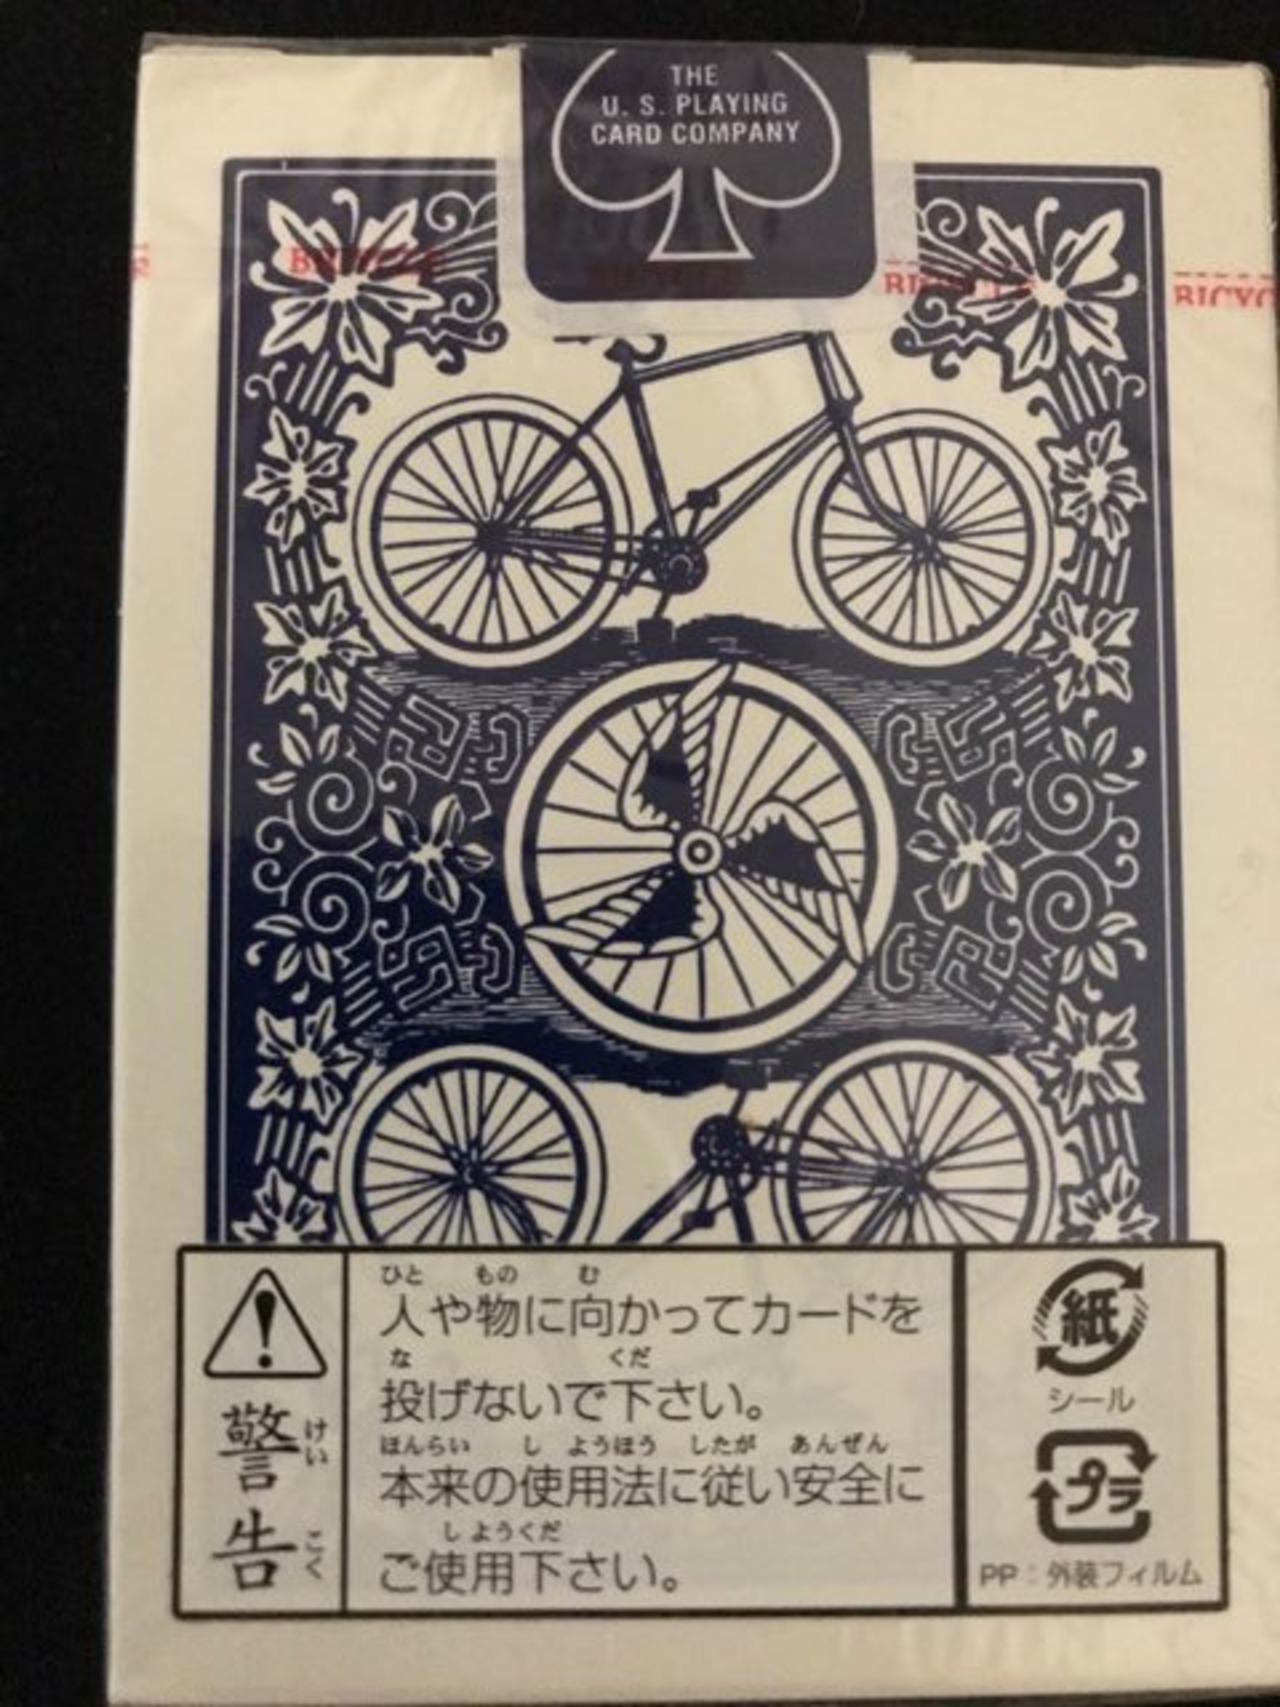 THE
U. S. PLAYING
CARD COMPANY
BICYCLE
BICYCLE
BICYCLE
BICYC
警告
けいこく
ひと もの む
人や物に向かってカードを
な くだ
投げないで下さい。
ほんらい しようほう したが あんぜん
本来の使用法に従い安全に
しようくだ
ご使用下さい。
紙
シール
プラ
PP：外装フィルム